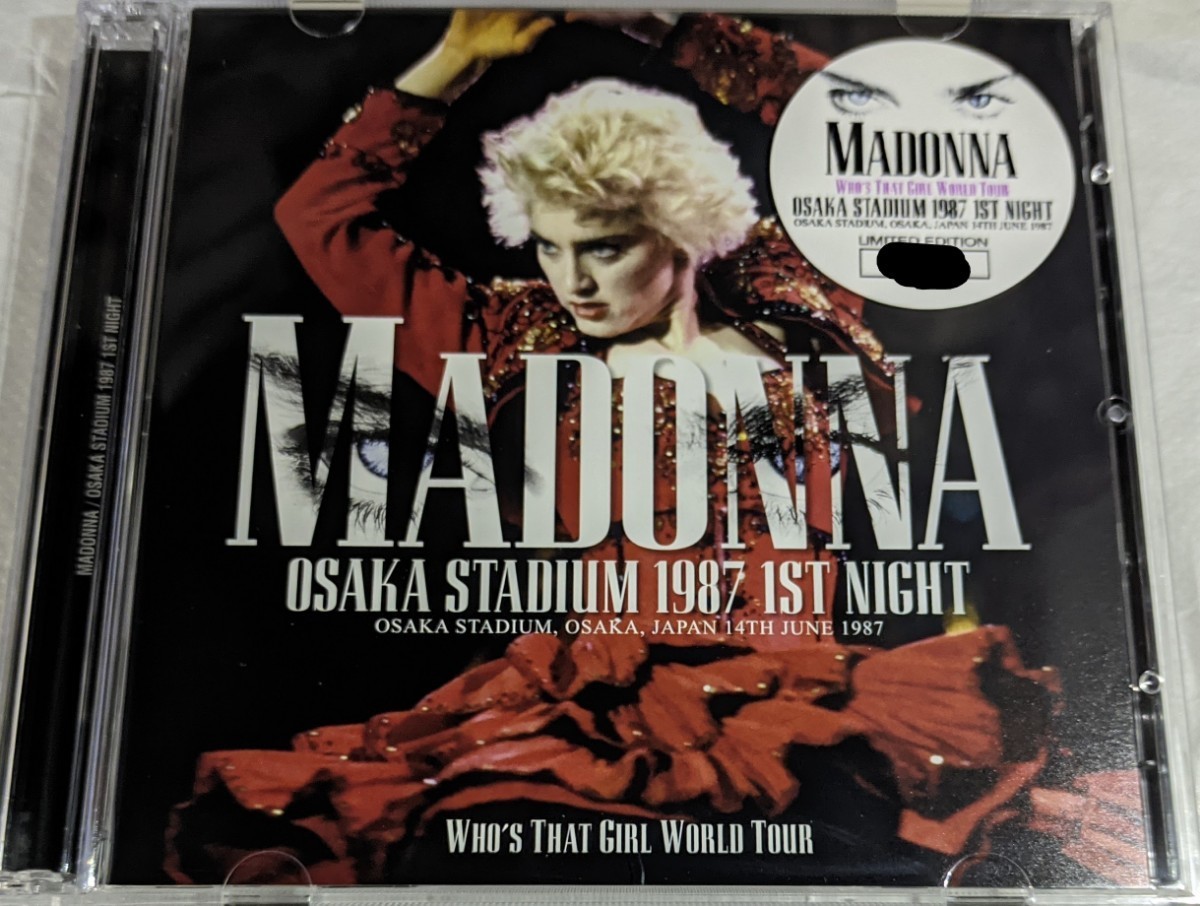 MADONNA / OSAKA STADIUM 1987 1ST NIGHT
MADONNA
WHO'S THAT GIRL WORLD TOUR
OSAKA STADIUM 1987 1ST NIGHT
OSAKA STADIUM, OSAKA, JAPAN 14TH JUNE 1987
LIMITED EDITION
MADONNA
OSAKA STADIUM 1987 1ST NIGHT
OSAKA STADIUM, OSAKA, JAPAN 14TH JUNE 1987
WHO'S THAT GIRL WORLD TOUR